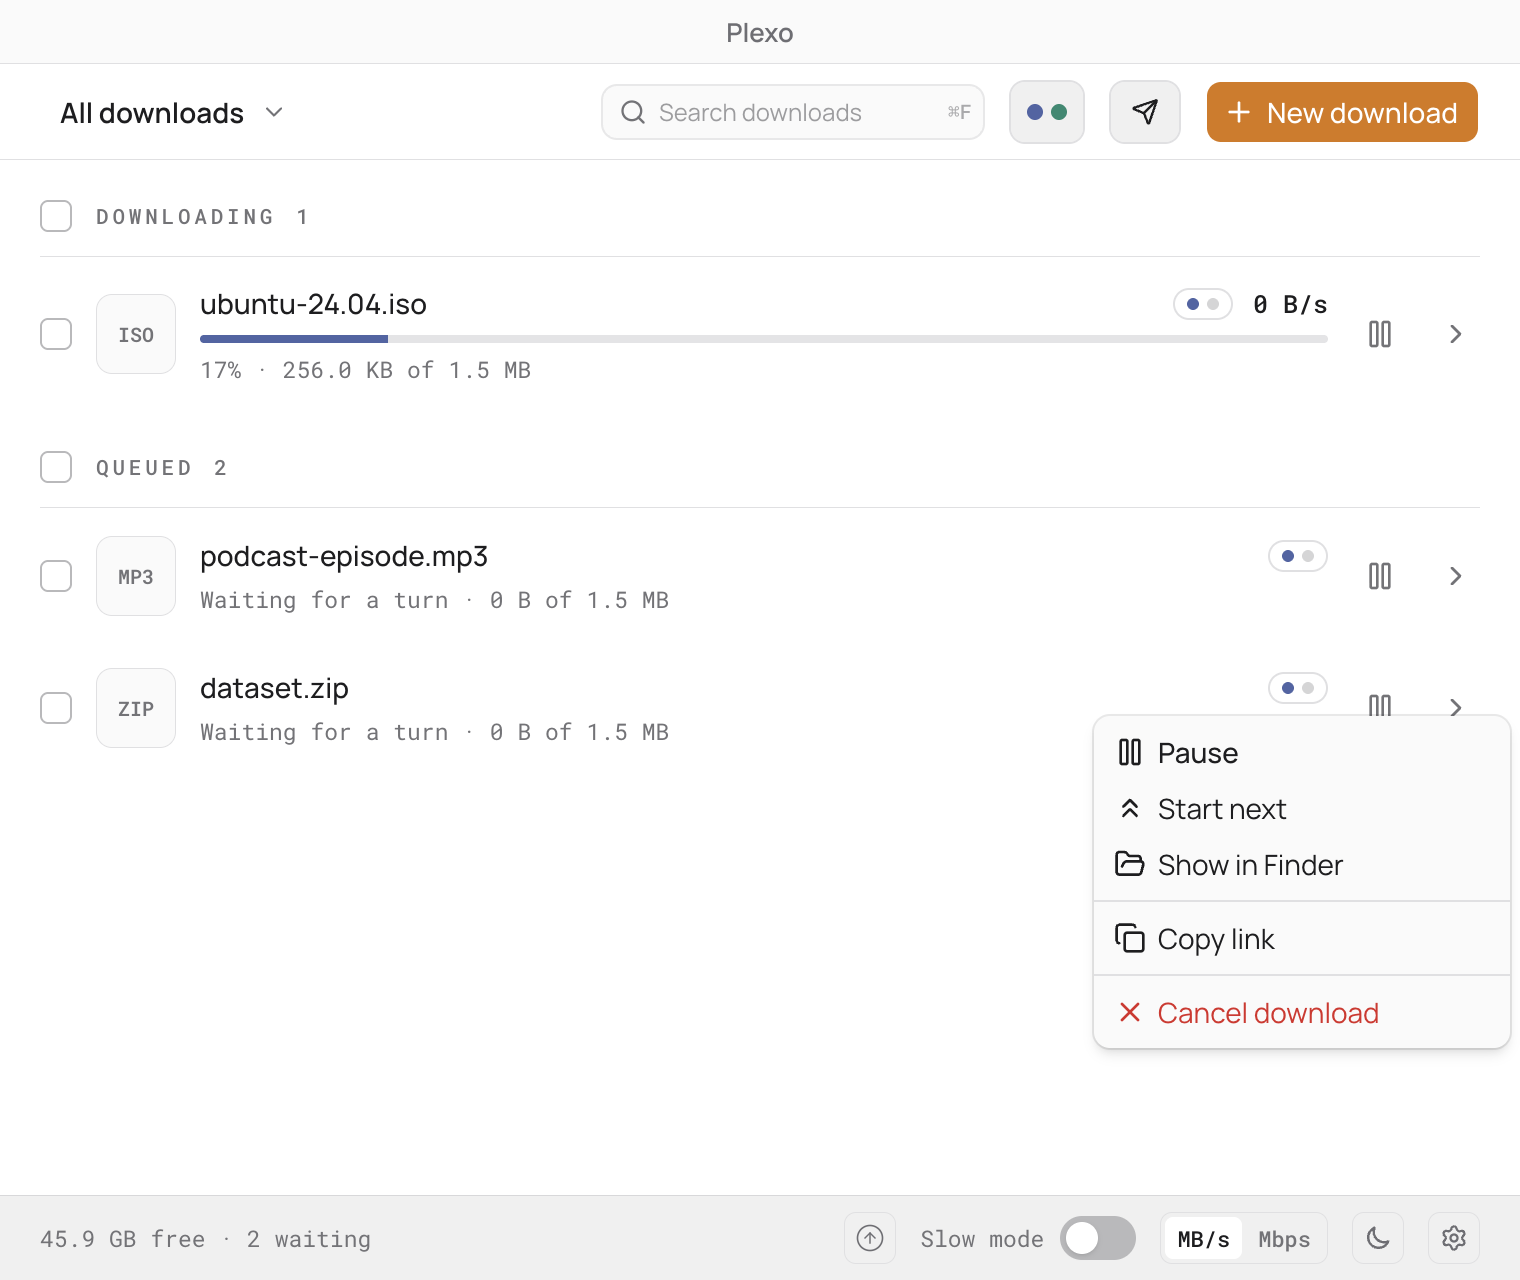 Plexo
All downloads
Search downloads ⌘F
New download
DOWNLOADING 1
ISO
ubuntu-24.04.iso
0 B/s
17% · 256.0 KB of 1.5 MB
QUEUED 2
MP3
podcast-episode.mp3
Waiting for a turn · 0 B of 1.5 MB
ZIP
dataset.zip
Waiting for a turn · 0 B of 1.5 MB
Pause
Start next
Show in Finder
Copy link
Cancel download
45.9 GB free · 2 waiting
Slow mode
MB/s Mbps